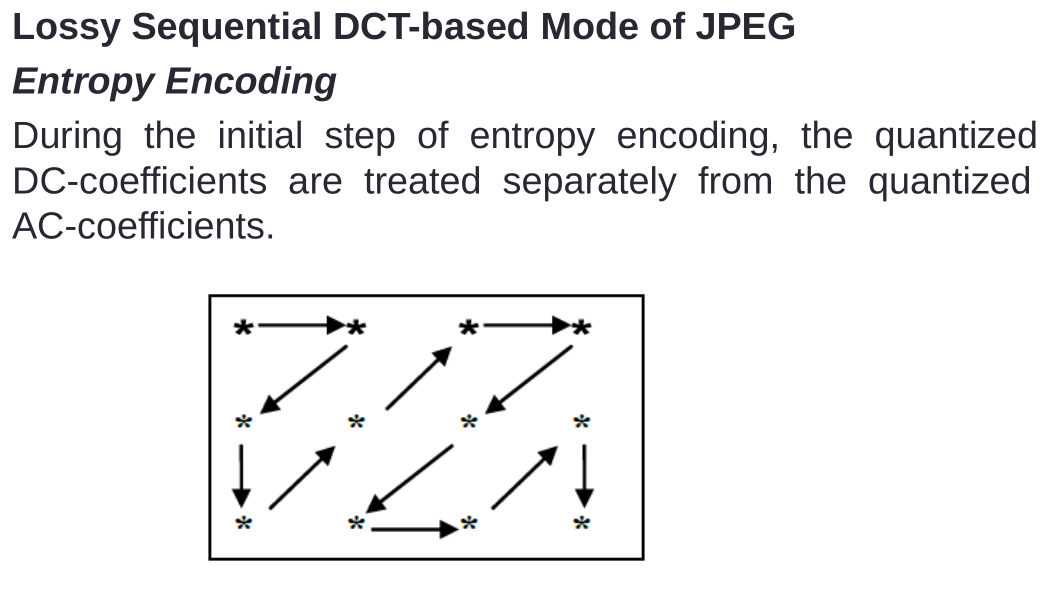 Lossy Sequential DCT-based Mode of JPEG
Entropy Encoding
During the initial step of entropy encoding, the quantized
DC-coefficients are treated separately from the quantized
AC-coefficients.
* * * *
* * * *
* * * *